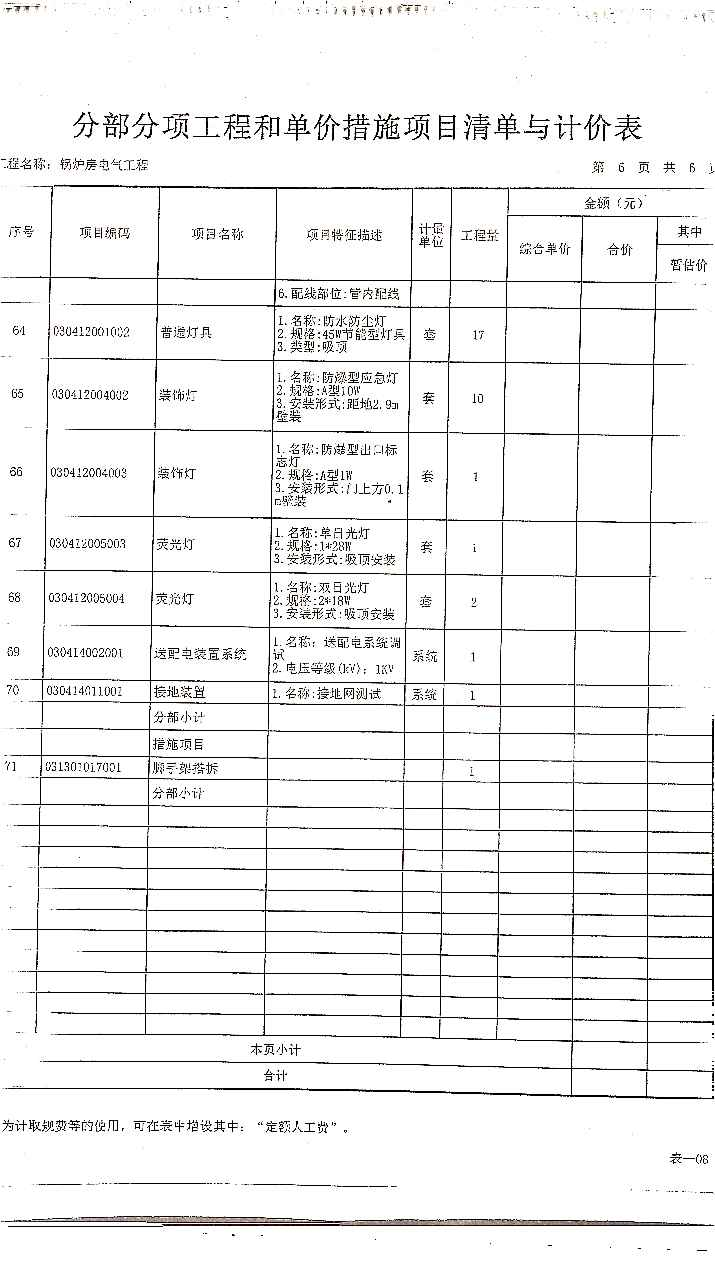 分部分项工程和单价措施项目清单与计价表
工程名称：锅炉房电气工程 第 6 页 共 6 页
序号 项目编码 项目名称 项目特征描述 计量单位 工程量 金额（元）
综合单价 合价 其中
暂估价
6.配线部位:管内配线
64 030412001002 普通灯具 1.名称:防水防尘灯 套 17
2.规格:45W节能型灯具
3.类型:吸顶
65 030412004002 装饰灯 1.名称:防爆型应急灯 套 10
2.规格:A型10W
3.安装形式:距地2.9m
壁装
66 030412004003 装饰灯 1.名称:防爆型出口标 套 1
志灯
2.规格:A型1W
3.安装形式:门上方0.1
m壁装
67 030412005003 荧光灯 1.名称:单日光灯 套 1
2.规格:1*28W
3.安装形式:吸顶安装
68 030412005004 荧光灯 1.名称:双日光灯 套 2
2.规格:2*18W
3.安装形式:吸顶安装
69 030414002001 送配电装置系统 1.名称：送配电系统调 系统 1
试
2.电压等级(kV)：1KV
70 030414011001 接地装置 1.名称:接地网测试 系统 1
分部小计
措施项目
71 031301017001 脚手架搭拆 1
分部小计
本页小计
合计
为计取规费等的使用，可在表中增设其中：“定额人工费”。
表—08